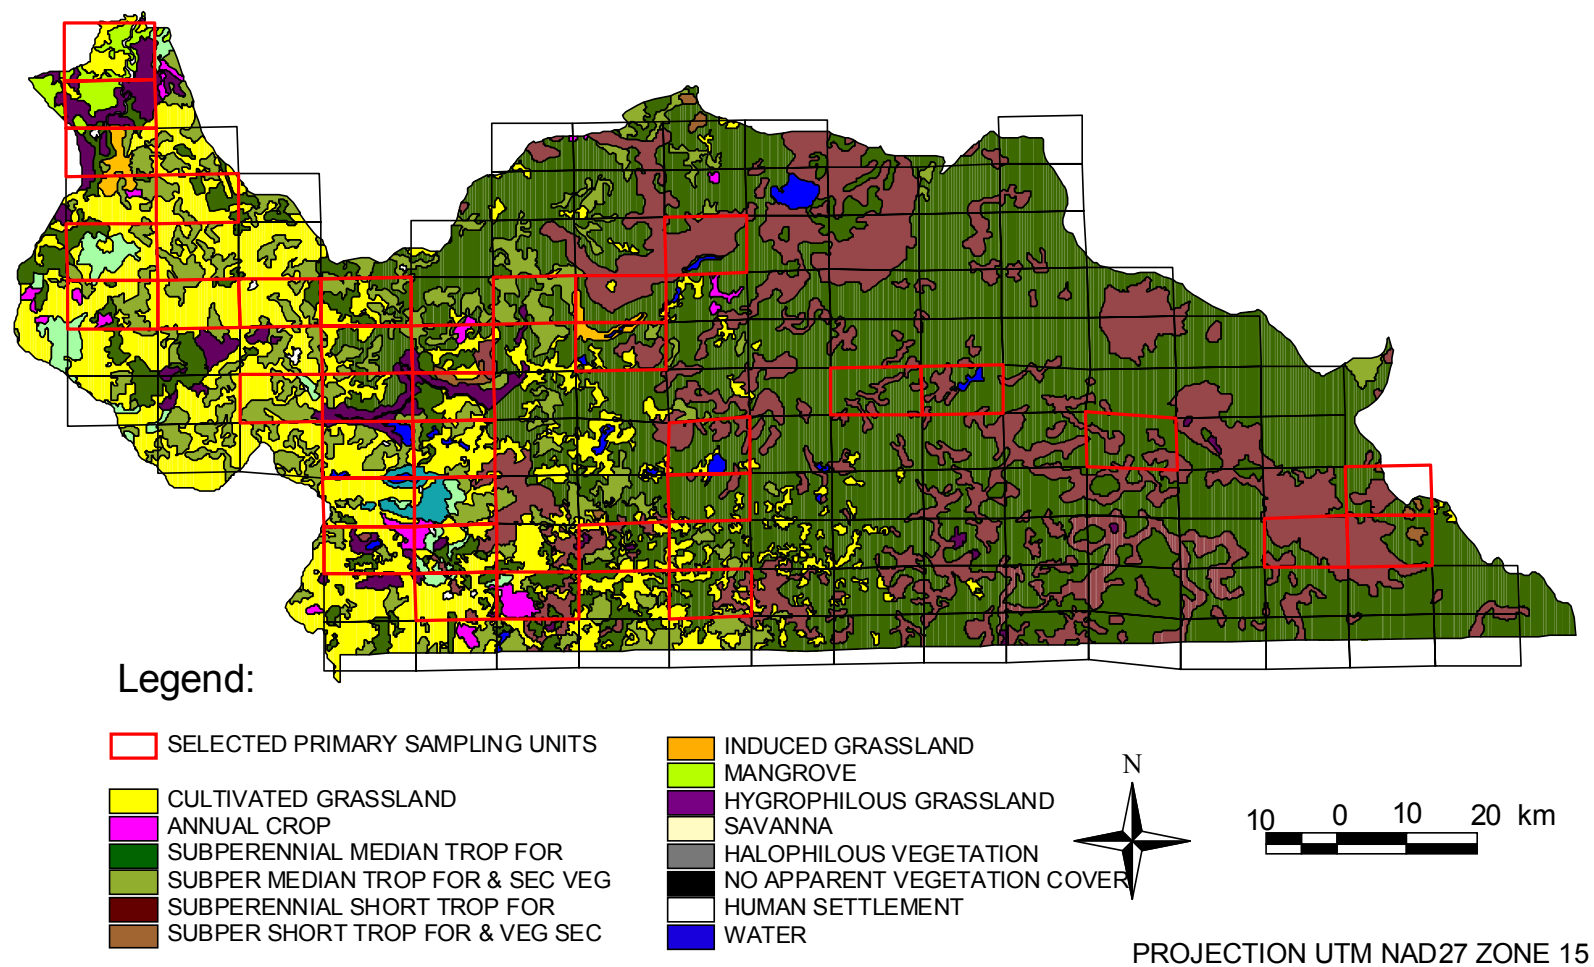 Legend:
SELECTED PRIMARY SAMPLING UNITS
CULTIVATED GRASSLAND
ANNUAL CROP
SUBPERENNIAL MEDIAN TROP FOR
SUBPER MEDIAN TROP FOR & SEC VEG
SUBPERENNIAL SHORT TROP FOR
SUBPER SHORT TROP FOR & VEG SEC
INDUCED GRASSLAND
MANGROVE
HYGROPHILOUS GRASSLAND
SAVANNA
HALOPHILOUS VEGETATION
NO APPARENT VEGETATION COVER
HUMAN SETTLEMENT
WATER
N
10 0 10 20 km
PROJECTION UTM NAD27 ZONE 15